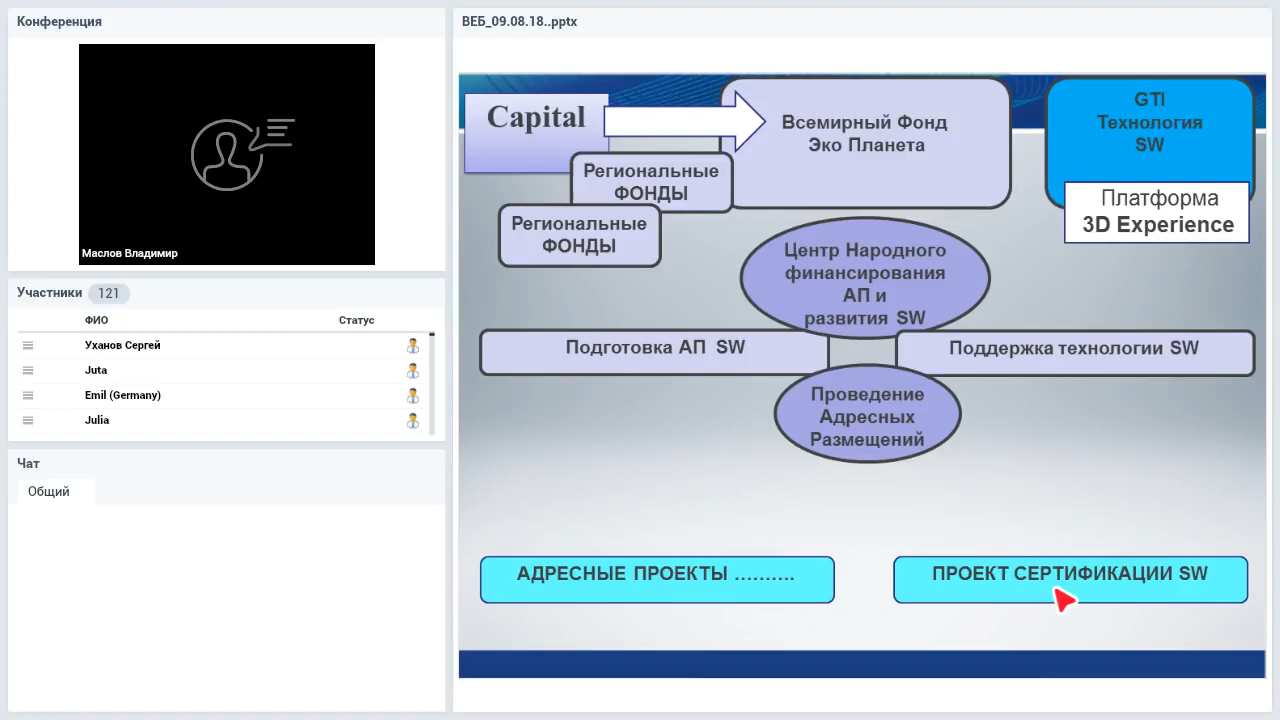 Конференция
Маслов Владимир
Участники 121
ФИО Статус
Уханов Сергей
Juta
Emil (Germany)
Julia
Чат
Общий
ВЕБ_09.08.18..pptx
Capital
Всемирный Фонд
Эко Планета
GTI
Технология
SW
Платформа
3D Experience
Региональные
ФОНДЫ
Региональные
ФОНДЫ
Центр Народного
финансирования
АП и
развития SW
Подготовка АП SW
Поддержка технологии SW
Проведение
Адресных
Размещений
АДРЕСНЫЕ ПРОЕКТЫ ..........
ПРОЕКТ СЕРТИФИКАЦИИ SW